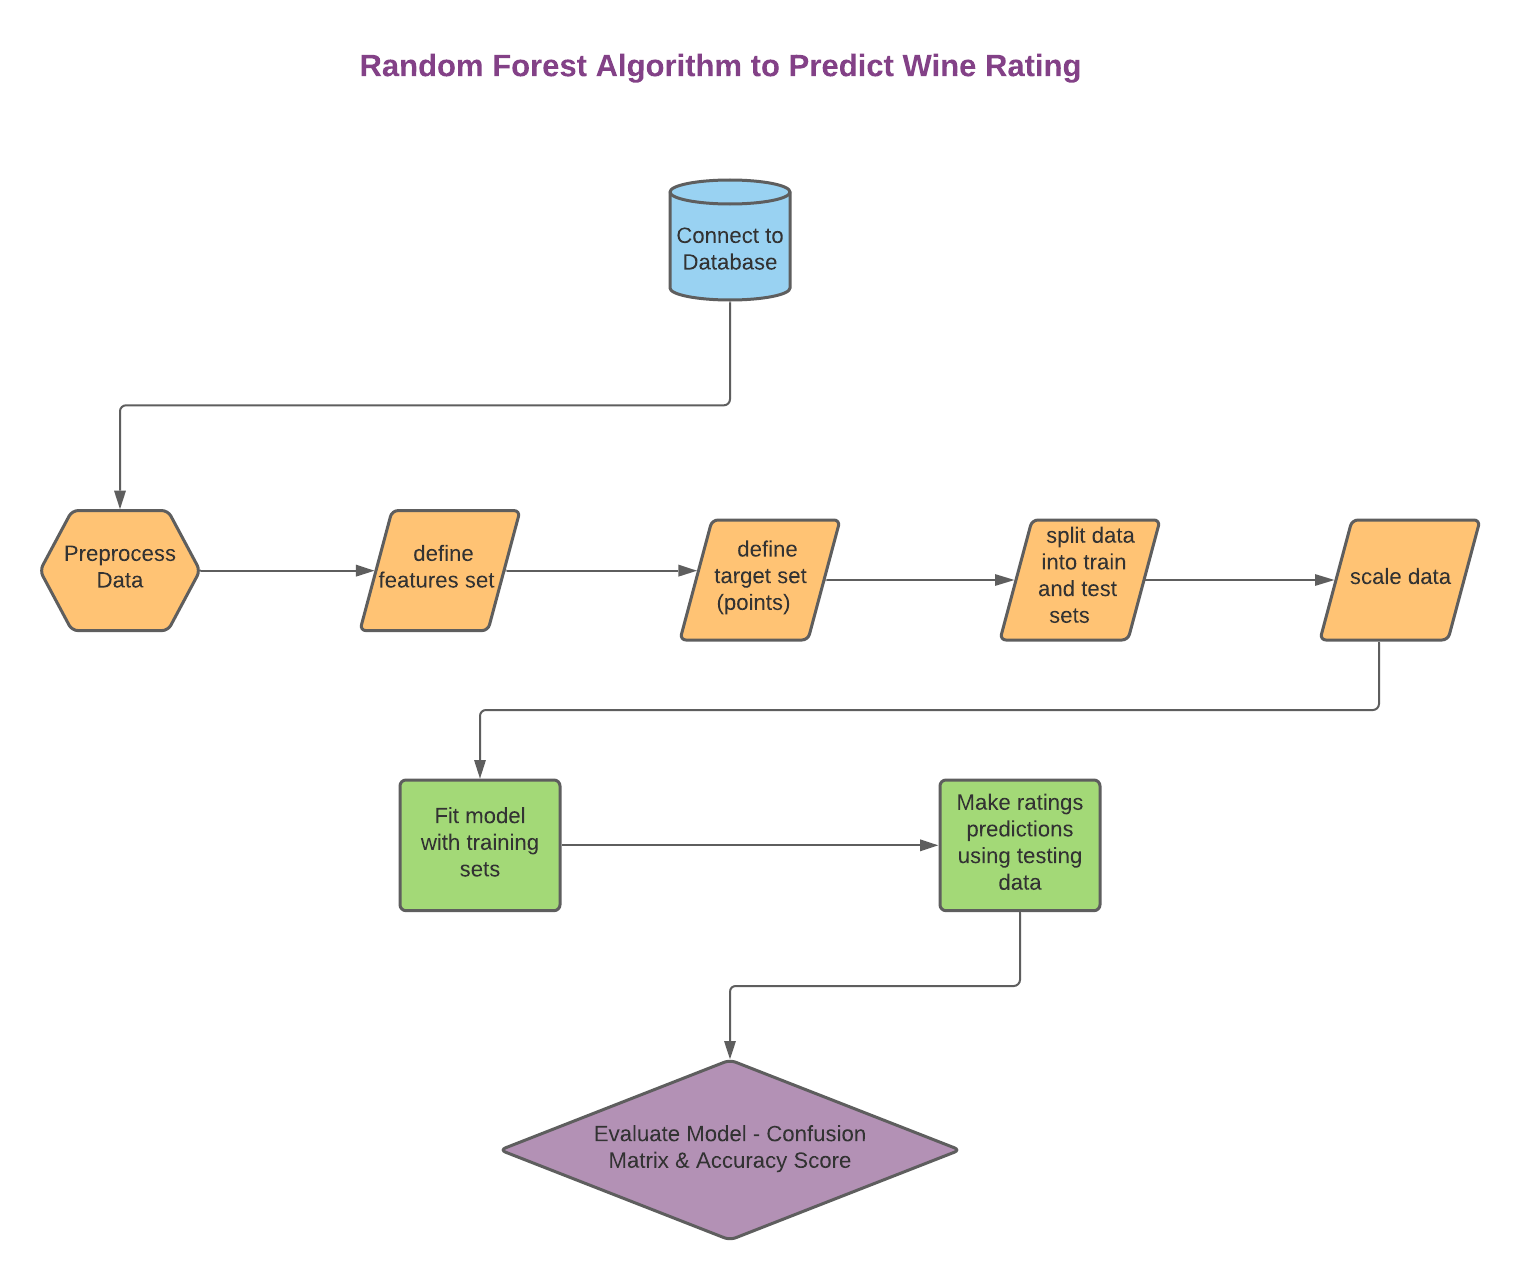 Random Forest Algorithm to Predict Wine Rating
Connect to
Database
Preprocess
Data
define
features set
define
target set
(points)
split data
into train
and test
sets
scale data
Fit model
with training
sets
Make ratings
predictions
using testing
data
Evaluate Model - Confusion
Matrix & Accuracy Score